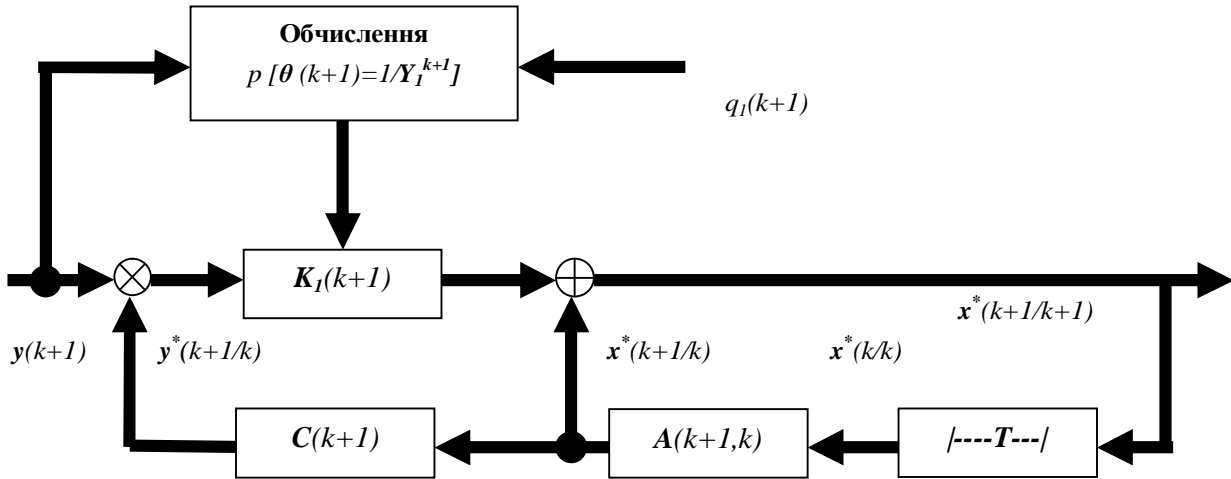 Обчислення
p [θ (k+1)=1/Y₁ᵏ⁺¹]
q₁(k+1)
K₁(k+1)
x*(k+1/k+1)
y(k+1)
y*(k+1/k)
x*(k+1/k)
x*(k/k)
C(k+1)
A(k+1,k)
|----T---|